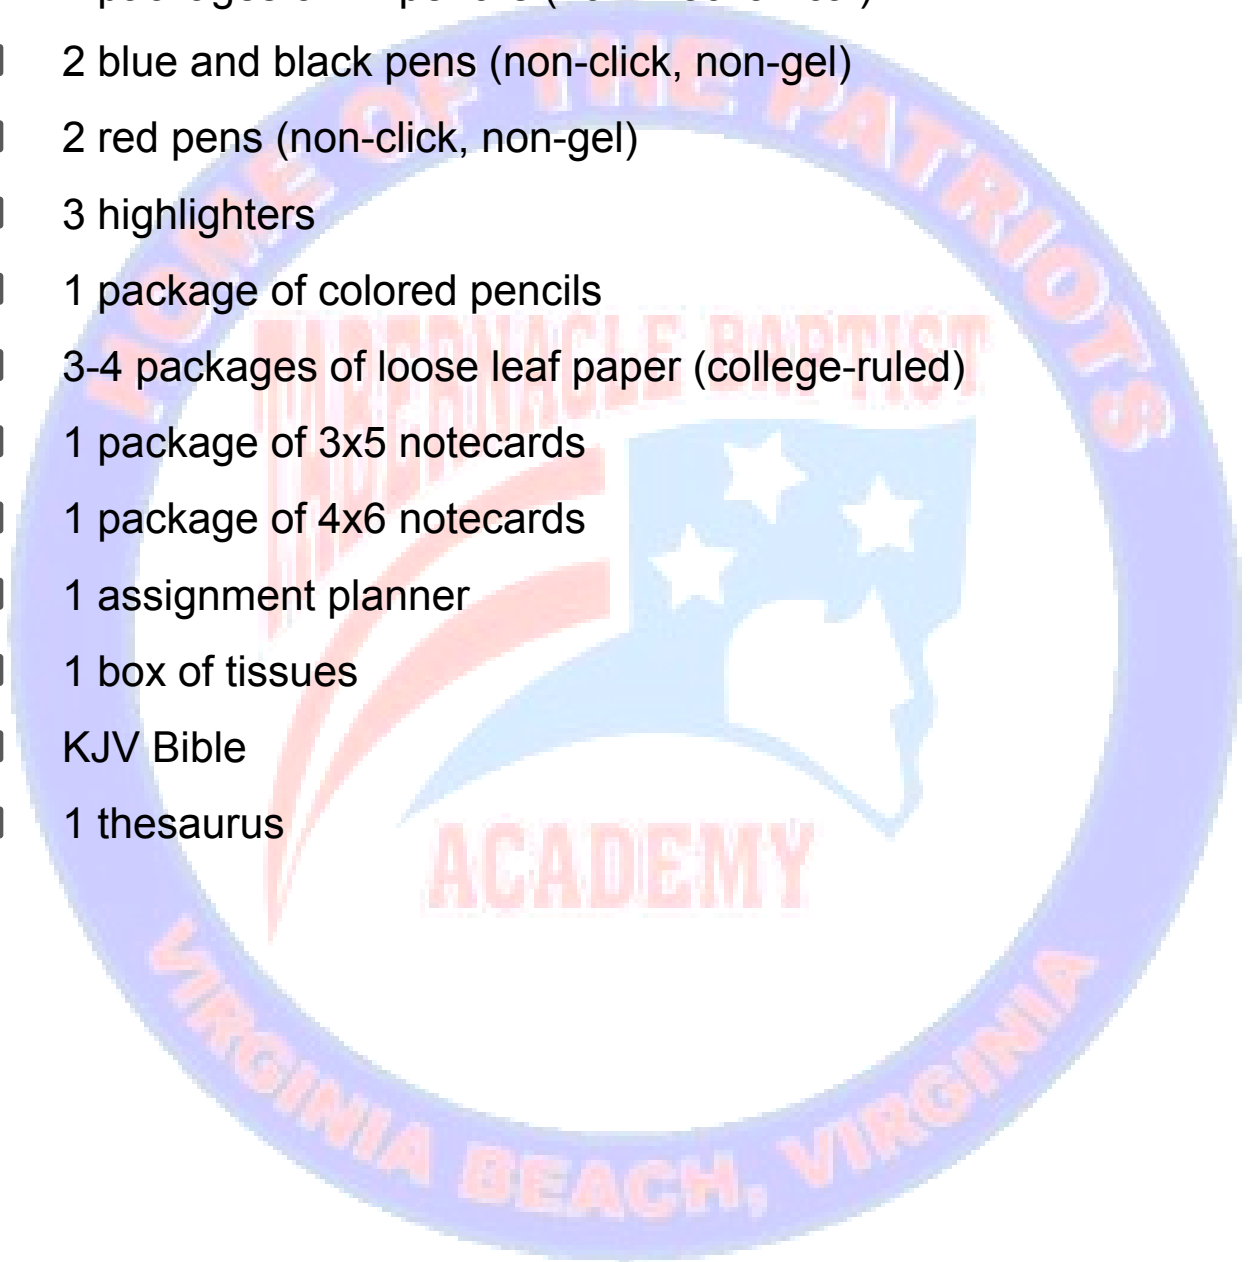 2 blue and black pens (non-click, non-gel)
2 red pens (non-click, non-gel)
3 highlighters
1 package of colored pencils
3-4 packages of loose leaf paper (college-ruled)
1 package of 3x5 notecards
1 package of 4x6 notecards
1 assignment planner
1 box of tissues
KJV Bible
1 thesaurus
HOME OF THE PATRIOTS
TABERNACLE BAPTIST
ACADEMY
VIRGINIA BEACH, VIRGINIA